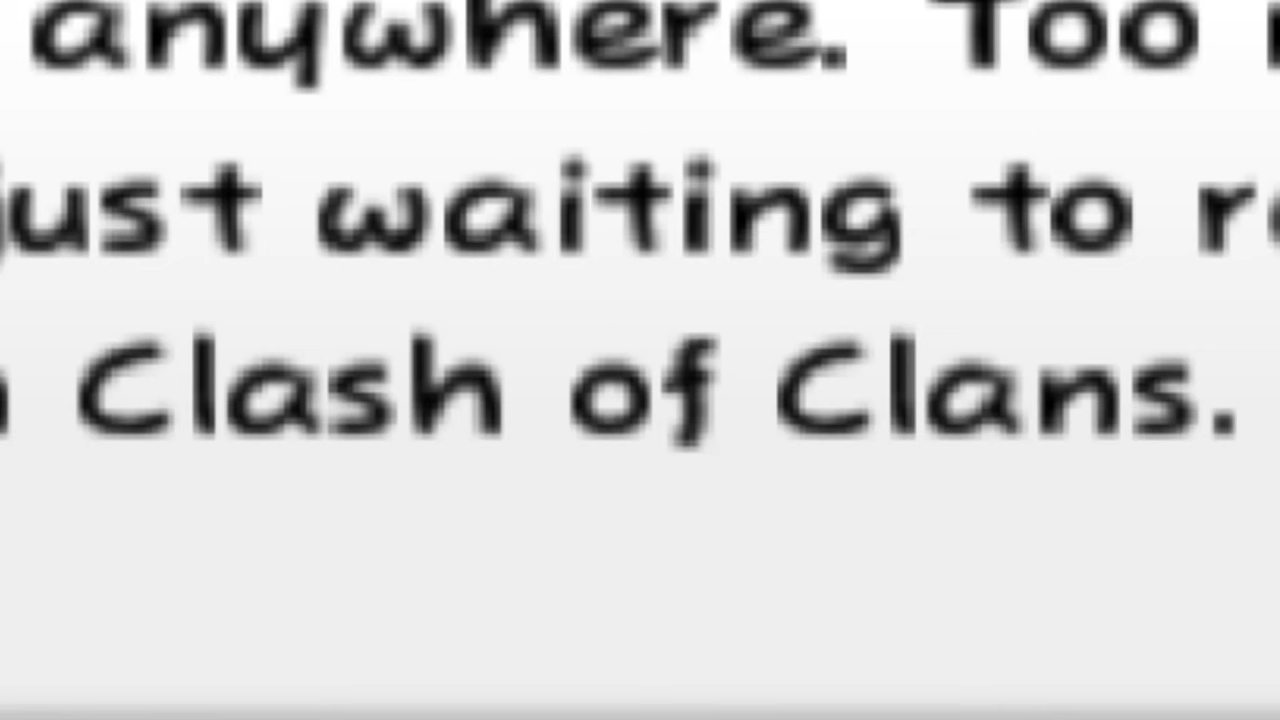 anywhere. Too
just waiting to
Clash of Clans.